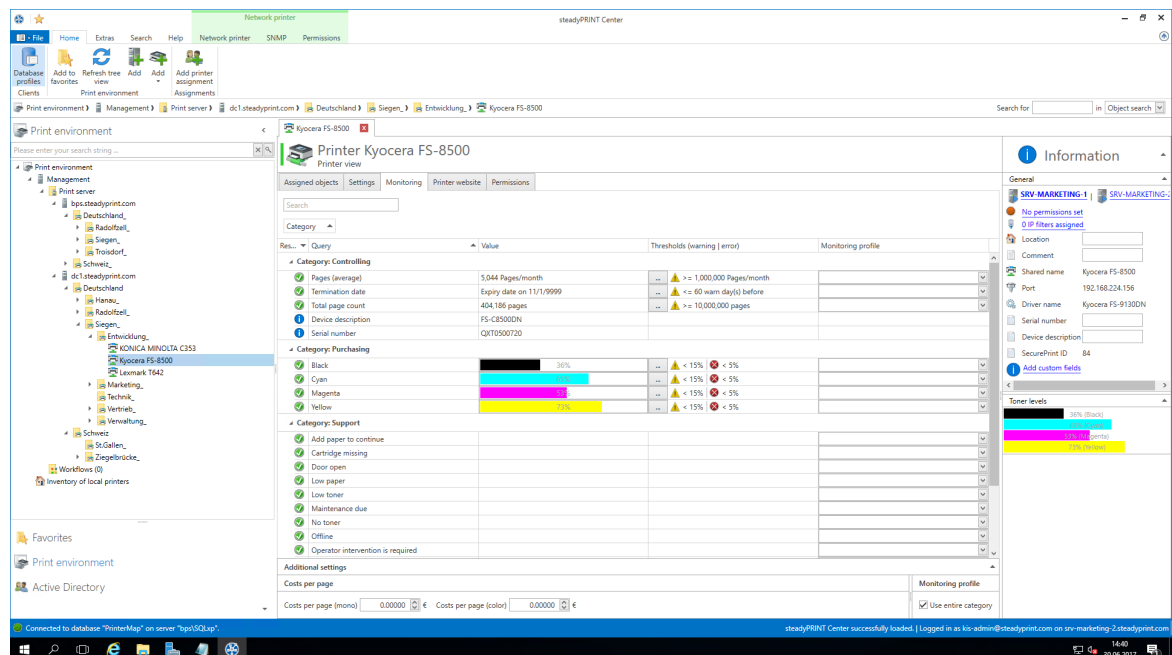 Network printer
steadyPRINT Center
File Home Extras Search Help Network printer SNMP Permissions
Database profiles Add to favorites Refresh tree view Add Add Add printer assignment
Clients Print environment Assignments
Print environment Management Print server dc1.steadyprint.com Deutschland_ Siegen_ Entwicklung_ Kyocera FS-8500 Search for in Object search
Print environment
Please enter your search string ...
Print environment
Management
Print server
bps.steadyprint.com
Deutschland_
Radolfzell_
Siegen_
Troisdorf_
Schweiz_
dc1.steadyprint.com
Deutschland
Hanau_
Radolfzell_
Siegen_
Entwicklung_
KONICA MINOLTA C353
Kyocera FS-8500
Lexmark T642
Marketing_
Technik_
Vertrieb_
Verwaltung_
Schweiz
St.Gallen_
Ziegelbrücke_
Workflows (0)
Inventory of local printers
Favorites
Print environment
Active Directory
Kyocera FS-8500
Printer Kyocera FS-8500
Printer view
Assigned objects Settings Monitoring Printer website Permissions
Search
Category
Res... Query Value Thresholds (warning | error) Monitoring profile
Category: Controlling
Pages (average) 5,044 Pages/month ... >= 1,000,000 Pages/month
Termination date Expiry date on 11/1/9999 ... <= 60 warn day(s) before
Total page count 404,186 pages ... >= 10,000,000 pages
Device description FS-C8500DN
Serial number QXT0500720
Category: Purchasing
Black 36% ... < 15% < 5%
Cyan ... < 15% < 5%
Magenta 53% ... < 15% < 5%
Yellow 73% ... < 15% < 5%
Category: Support
Add paper to continue
Cartridge missing
Door open
Low paper
Low toner
Maintenance due
No toner
Offline
Operator intervention is required
Additional settings
Costs per page Monitoring profile
Costs per page (mono) 0.00000 € Costs per page (color) 0.00000 € Use entire category
Information
General
SRV-MARKETING-1 | SRV-MARKETING-2
No permissions set
0 IP filters assigned
Location
Comment
Shared name Kyocera FS-8500
Port 192.168.224.156
Driver name Kyocera FS-9130DN
Serial number
Device description
SecurePrint ID 84
Add custom fields
Toner levels
36% (Black)
53% (Magenta)
73% (Yellow)
Connected to database "PrinterMap" on server "bps\SQLxp". steadyPRINT Center successfully loaded. | Logged in as kis-admin@steadyprint.com on srv-marketing-2.steadyprint.com
14:40
20.06.2017